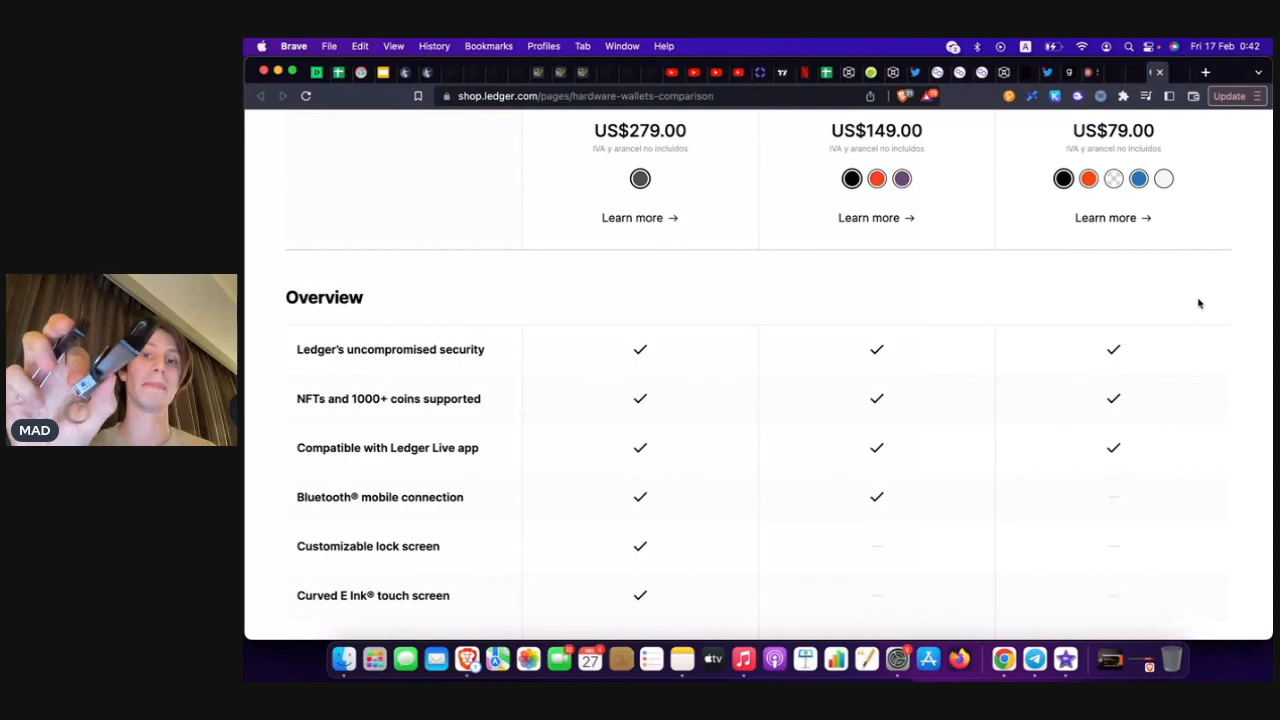 Brave File Edit View History Bookmarks Profiles Tab Window Help
Fri 17 Feb 0:42
shop.ledger.com/pages/hardware-wallets-comparison
Update
US$279.00 US$149.00 US$79.00
IVA y arancel no incluidos IVA y arancel no incluidos IVA y arancel no incluidos
Learn more → Learn more → Learn more →
Overview
Ledger's uncompromised security
NFTs and 1000+ coins supported
Compatible with Ledger Live app
Bluetooth® mobile connection
Customizable lock screen
Curved E Ink® touch screen
MAD
27
tv